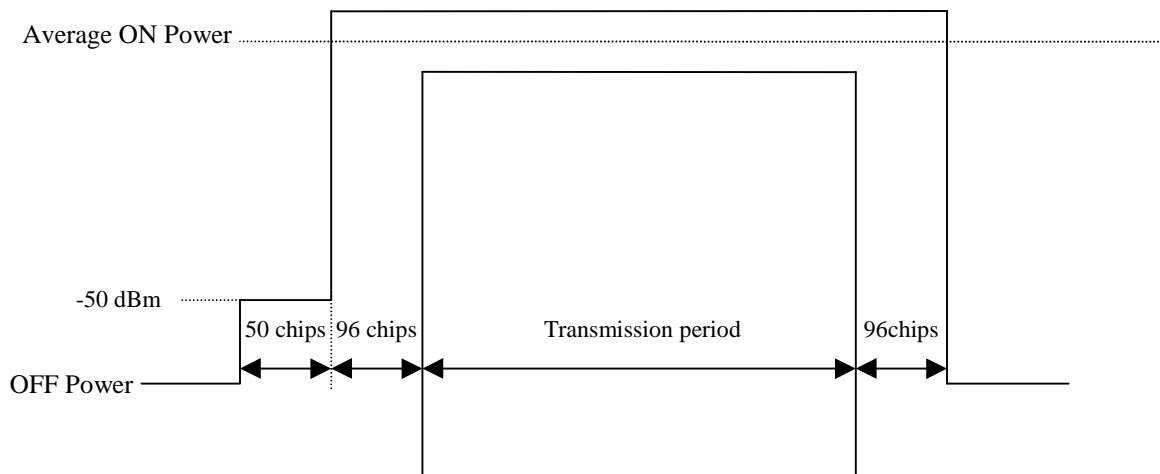 Average ON Power
-50 dBm
50 chips 96 chips Transmission period 96chips
OFF Power